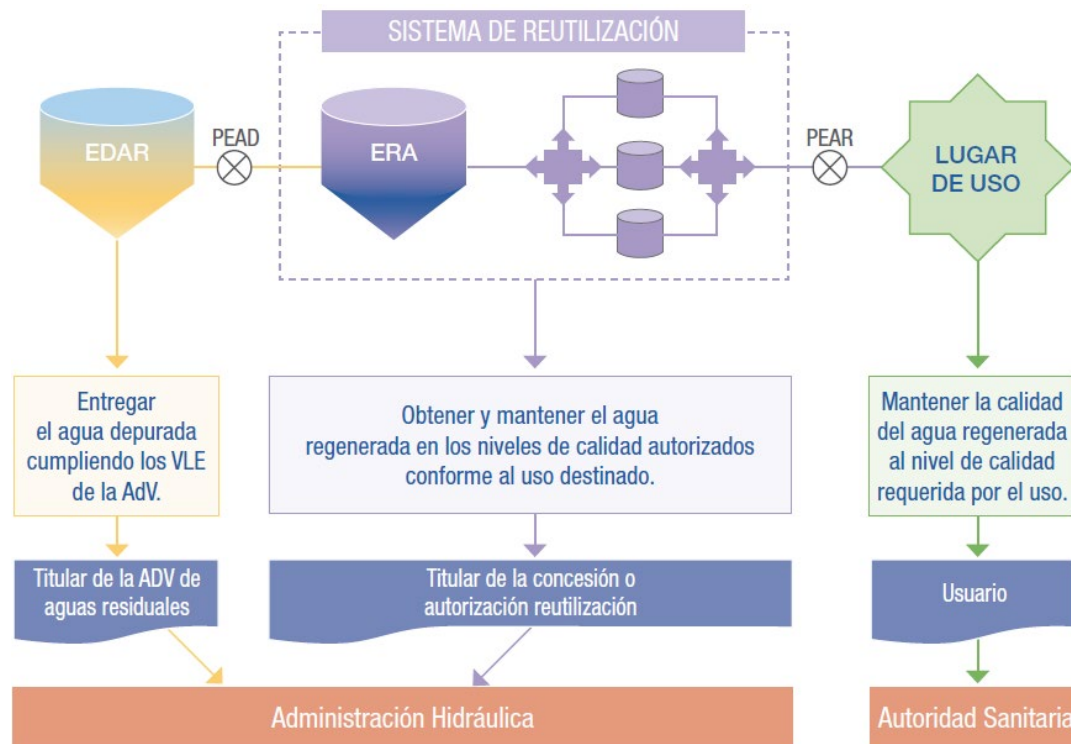 SISTEMA DE REUTILIZACIÓN
EDAR
PEAD
ERA
PEAR
LUGAR
DE USO
Entregar
el agua depurada
cumpliendo los VLE
de la AdV.
Obtener y mantener el agua
regenerada en los niveles de calidad autorizados
conforme al uso destinado.
Mantener la calidad
del agua regenerada
al nivel de calidad
requerida por el uso.
Titular de la ADV de
aguas residuales
Titular de la concesión o
autorización reutilización
Usuario
Administración Hidráulica
Autoridad Sanitaria